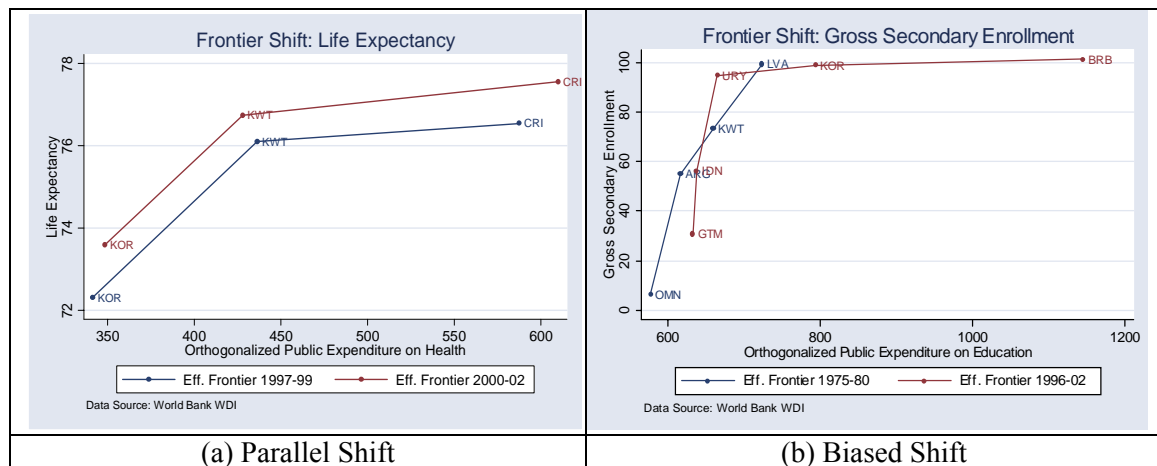 Frontier Shift: Life Expectancy
78
76
74
72
Life Expectancy
KOR
KWT
CRI
KOR
KWT
CRI
350 400 450 500 550 600
Orthogonalized Public Expenditure on Health
Eff. Frontier 1997-99 Eff. Frontier 2000-02
Data Source: World Bank WDI
(a) Parallel Shift
Frontier Shift: Gross Secondary Enrollment
100
80
60
40
20
0
Gross Secondary Enrollment
LVA
URY
KOR
BRB
KWT
ARG
IDN
GTM
OMN
600 800 1000 1200
Orthogonalized Public Expenditure on Education
Eff. Frontier 1975-80 Eff. Frontier 1996-02
Data Source: World Bank WDI
(b) Biased Shift